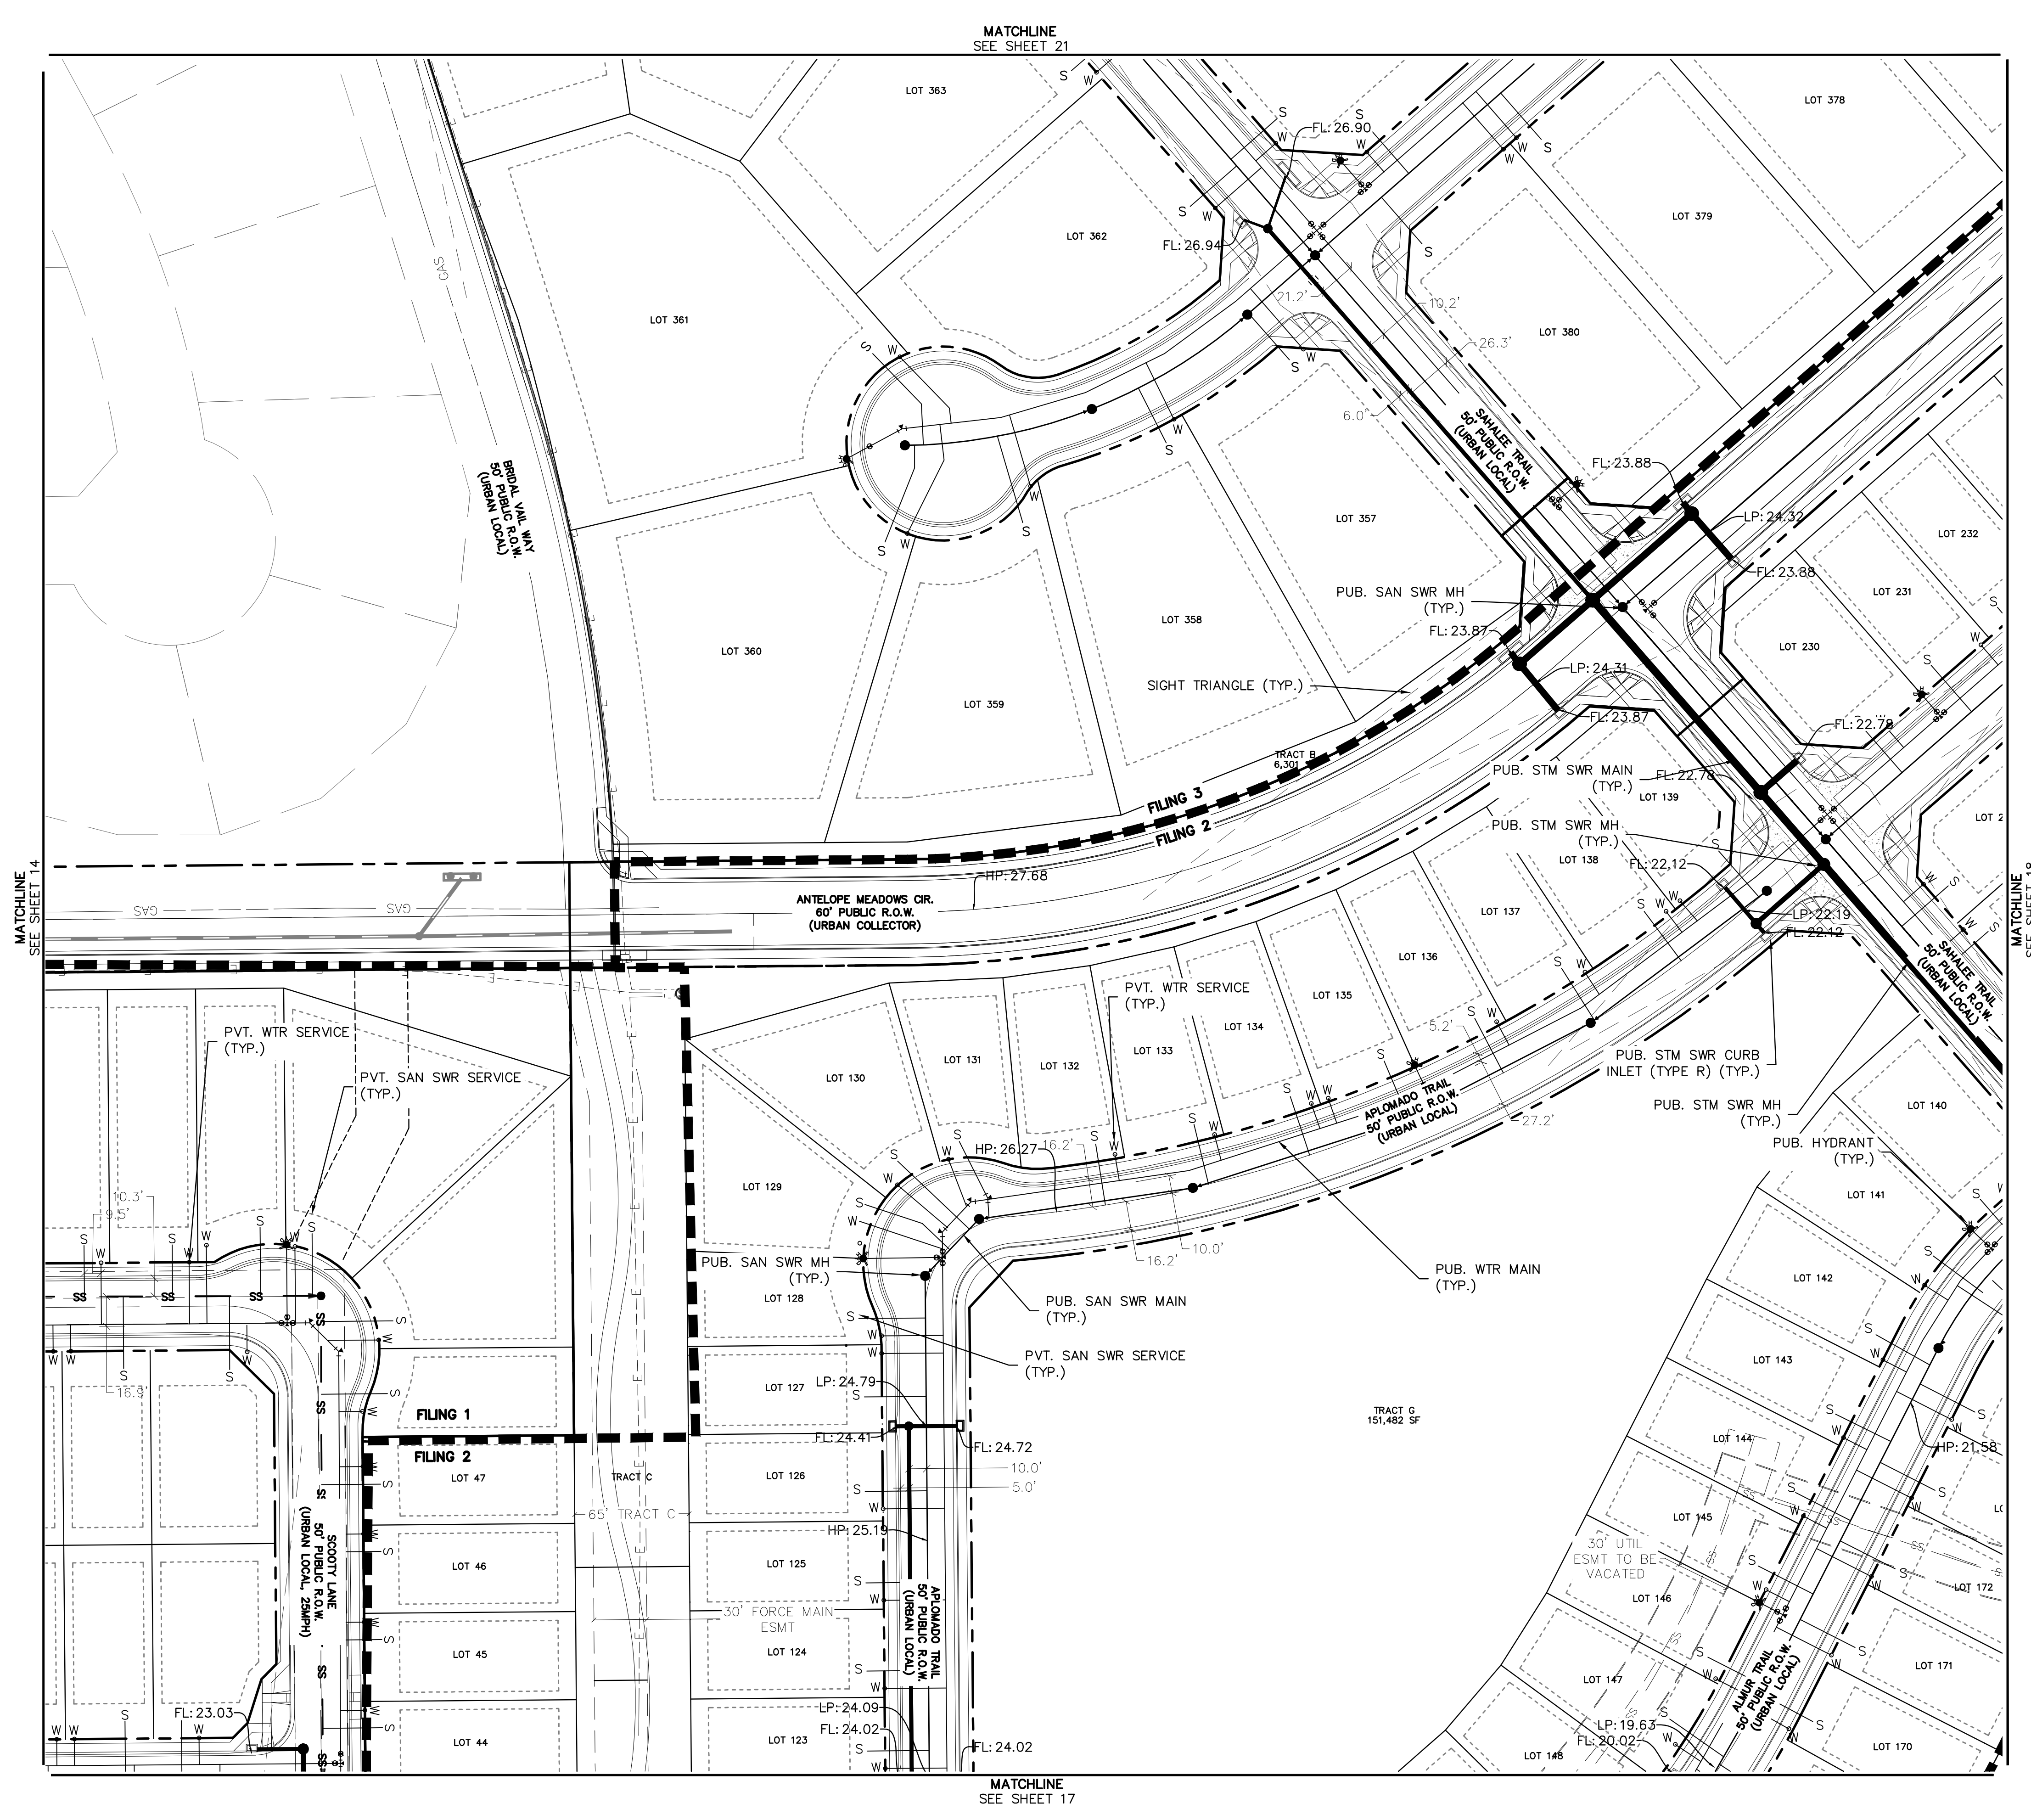 MATCHLINE
SEE SHEET 21
LOT 363
LOT 378
FL: 26.90
LOT 379
LOT 362
FL: 26.94
21.2'
10.2'
LOT 361
LOT 380
26.3'
6.0'
GAS
SAHALEE TRAIL
50' PUBLIC R.O.W.
(URBAN LOCAL)
FL: 23.88
BRIDAL VAIL WAY
50' PUBLIC R.O.W.
(URBAN LOCAL)
LOT 357
LP: 24.32
LOT 232
FL: 23.88
PUB. SAN SWR MH
(TYP.)
LOT 231
FL: 23.87
LOT 358
LOT 360
LOT 230
LP: 24.31
SIGHT TRIANGLE (TYP.)
LOT 359
FL: 23.87
FL: 22.78
TRACT B
6,301
PUB. STM SWR MAIN
(TYP.)
FL: 22.78
LOT 139
FILING 3
FILING 2
PUB. STM SWR MH
(TYP.)
LOT 138
FL: 22.12
MATCHLINE
SEE SHEET 14
HP: 27.68
ANTELOPE MEADOWS CIR.
60' PUBLIC R.O.W.
(URBAN COLLECTOR)
GAS
GAS
LOT 137
LP: 22.19
FL: 22.12
MATCHLINE
LOT 136
SAHALEE TRAIL
50' PUBLIC R.O.W.
(URBAN LOCAL)
PVT. WTR SERVICE
(TYP.)
LOT 135
LOT 134
5.2'
PVT. WTR SERVICE
(TYP.)
LOT 133
LOT 132
LOT 131
LOT 130
PUB. STM SWR CURB
INLET (TYPE R) (TYP.)
PVT. SAN SWR SERVICE
(TYP.)
APLOMADO TRAIL
50' PUBLIC R.O.W.
(URBAN LOCAL)
27.2'
PUB. STM SWR MH
(TYP.)
LOT 140
PUB. HYDRANT
(TYP.)
HP: 26.27
16.2'
LOT 129
LOT 141
10.3'
9.5'
PUB. SAN SWR MH
(TYP.)
10.0'
16.2'
PUB. WTR MAIN
(TYP.)
LOT 142
LOT 128
PUB. SAN SWR MAIN
(TYP.)
SS
SS
SS
PVT. SAN SWR SERVICE
(TYP.)
LOT 143
16.9'
LOT 127
LP: 24.79
FILING 1
FILING 2
TRACT G
151,482 SF
FL: 24.41
FL: 24.72
LOT 144
HP: 21.58
LOT 47
TRACT C
LOT 126
10.0'
5.0'
65' TRACT C
LOT 145
HP: 25.19
SCOOTY LANE
50' PUBLIC R.O.W.
(URBAN LOCAL, 25MPH)
30' UTIL
ESMT TO BE
VACATED
LOT 46
LOT 125
LOT 172
APLOMADO TRAIL
50' PUBLIC R.O.W.
(URBAN LOCAL)
LOT 146
30' FORCE MAIN
ESMT
LOT 45
LOT 124
LOT 171
LOT 147
ALMUR TRAIL
50' PUBLIC R.O.W.
(URBAN LOCAL)
LP: 24.09
FL: 24.02
FL: 23.03
LP: 19.63
FL: 20.02
LOT 44
LOT 123
FL: 24.02
LOT 148
LOT 170
MATCHLINE
SEE SHEET 17